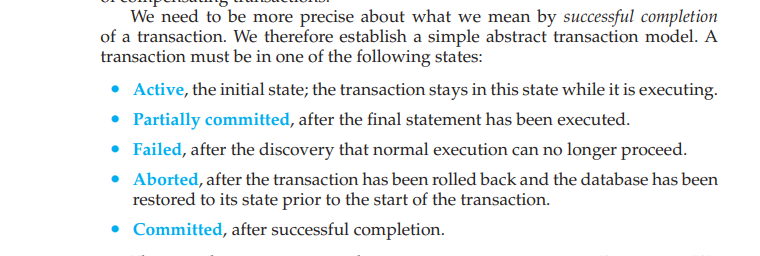 of compensating transactions.
We need to be more precise about what we mean by successful completion
of a transaction. We therefore establish a simple abstract transaction model. A
transaction must be in one of the following states:
• Active, the initial state; the transaction stays in this state while it is executing.
• Partially committed, after the final statement has been executed.
• Failed, after the discovery that normal execution can no longer proceed.
• Aborted, after the transaction has been rolled back and the database has been
restored to its state prior to the start of the transaction.
• Committed, after successful completion.